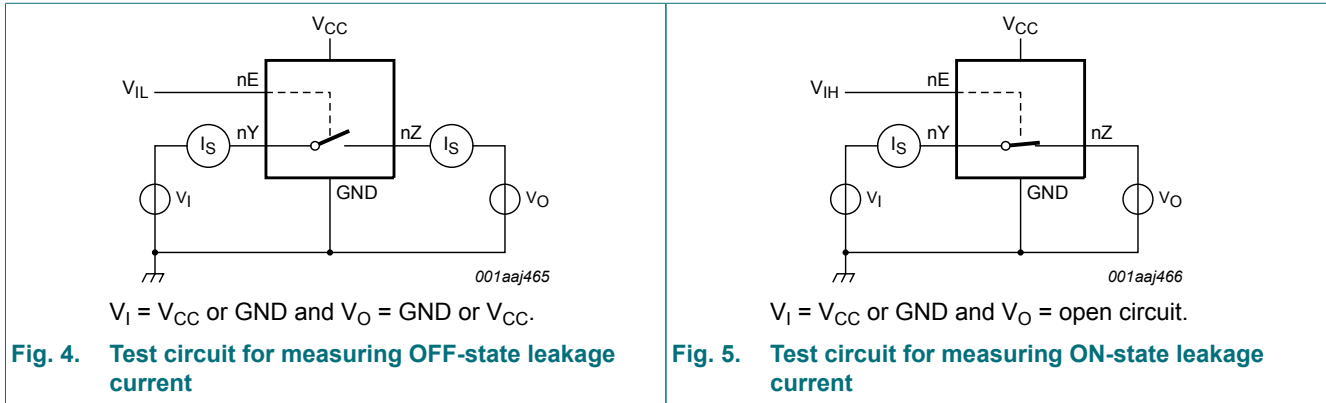 VCC
nE
VIL
nY
nZ
IS
IS
GND
VI
VO
001aaj465
VI = VCC or GND and VO = GND or VCC.
Fig. 4. Test circuit for measuring OFF-state leakage
current
VCC
nE
VIH
nY
nZ
IS
GND
VI
VO
001aaj466
VI = VCC or GND and VO = open circuit.
Fig. 5. Test circuit for measuring ON-state leakage
current